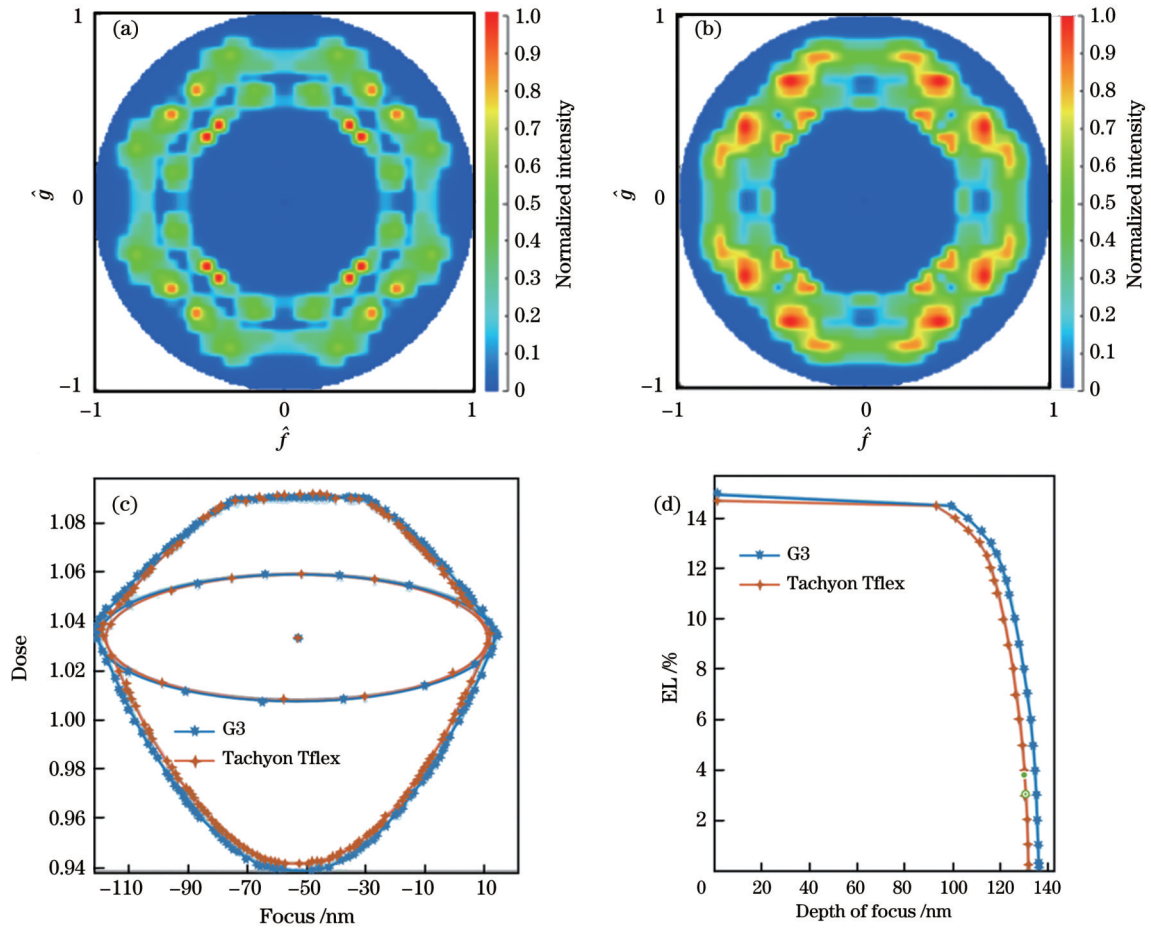 (a)
1
0
−1
ĝ
−1
0
1
f̂
1.0
0.9
0.8
0.7
0.6
0.5
0.4
0.3
0.2
0.1
0
Normalized intensity
(b)
1
0
−1
ĝ
−1
0
1
f̂
1.0
0.9
0.8
0.7
0.6
0.5
0.4
0.3
0.2
0.1
0
Normalized intensity
(c)
1.08
1.06
1.04
1.02
1.00
0.98
0.96
0.94
Dose
G3
Tachyon Tflex
−110 −90 −70 −50 −30 −10 10
Focus /nm
(d)
14
12
10
8
6
4
2
EL /%
G3
Tachyon Tflex
0 20 40 60 80 100 120 140
Depth of focus /nm